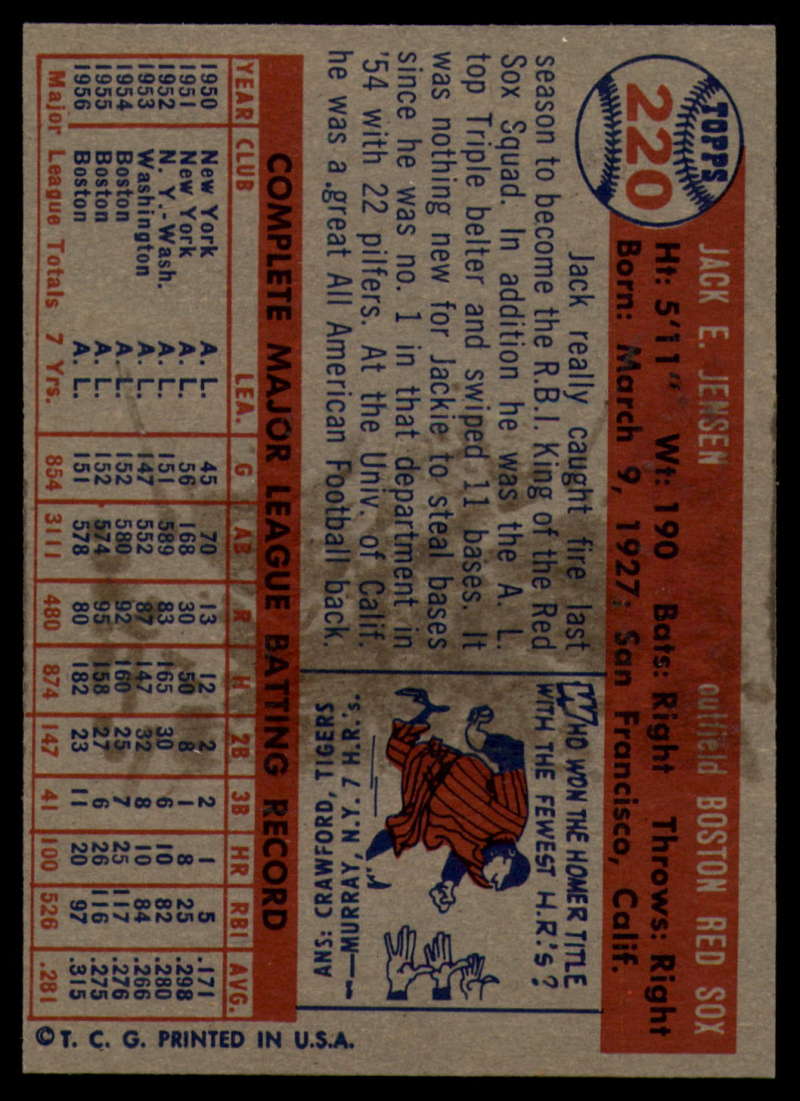 TOPPS
220
JACK E. JENSEN outfield BOSTON RED SOX
Ht: 5'11" Wt: 190 Bats: Right Throws: Right
Born: March 9, 1927: San Francisco, Calif.
Jack really caught fire last
season to become the R.B.I. King of the Red
Sox Squad. In addition he was the A. L.
top Triple belter and swiped 11 bases. It
was nothing new for Jackie to steal bases
since he was no. 1 in that department in
'54 with 22 pilfers. At the Univ. of Calif.
he was a great All American Football back.
WHO WON THE HOMER TITLE
WITH THE FEWEST H.R.'S?
ANS: CRAWFORD, TIGERS
—MURRAY, N.Y. 7 H.R.'s.
COMPLETE MAJOR LEAGUE BATTING RECORD
YEAR CLUB LEA. G AB R H 2B 3B HR RBI AVG.
1950 New York A. L. 45 70 13 12 2 2 1 5 .171
1951 New York A. L. 56 168 30 50 8 1 8 25 .298
1952 N. Y.-Wash. A. L. 151 589 83 165 30 6 10 82 .280
1953 Washington A. L. 147 552 87 147 32 8 10 84 .266
1954 Boston A. L. 152 580 92 160 25 7 25 117 .276
1955 Boston A. L. 152 574 95 158 27 6 26 116 .275
1956 Boston A. L. 151 578 80 182 23 11 20 97 .315
Major League Totals 7 Yrs. 854 3111 480 874 147 41 100 526 .281
© T. C. G. PRINTED IN U.S.A.